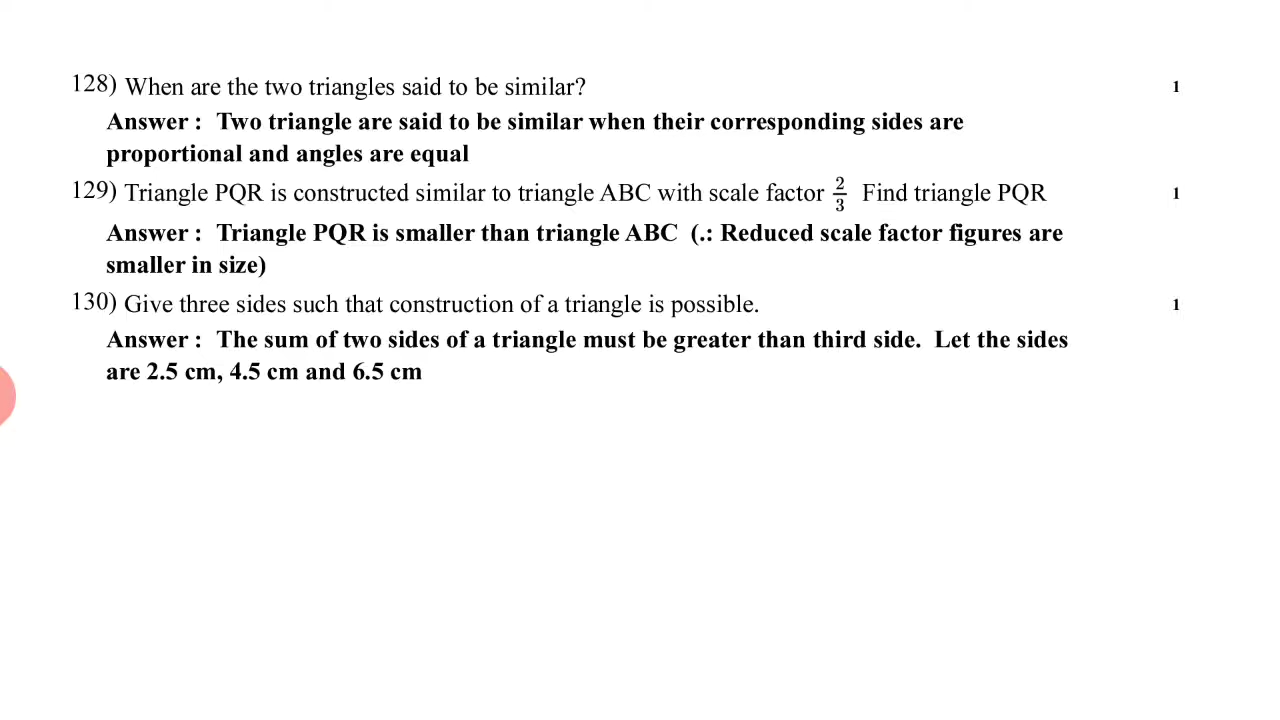 128) When are the two triangles said to be similar? 1
Answer : Two triangle are said to be similar when their corresponding sides are
proportional and angles are equal
129) Triangle PQR is constructed similar to triangle ABC with scale factor 2/3 Find triangle PQR 1
Answer : Triangle PQR is smaller than triangle ABC (.: Reduced scale factor figures are
smaller in size)
130) Give three sides such that construction of a triangle is possible. 1
Answer : The sum of two sides of a triangle must be greater than third side. Let the sides
are 2.5 cm, 4.5 cm and 6.5 cm